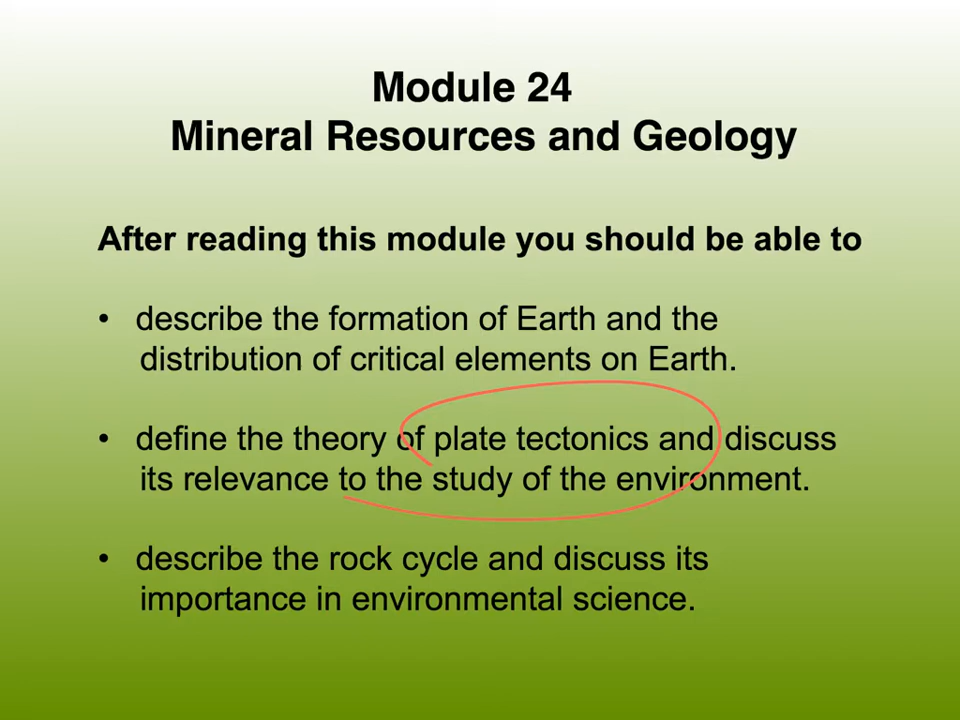 Module 24
Mineral Resources and Geology
After reading this module you should be able to
• describe the formation of Earth and the
distribution of critical elements on Earth.
• define the theory of plate tectonics and discuss
its relevance to the study of the environment.
• describe the rock cycle and discuss its
importance in environmental science.